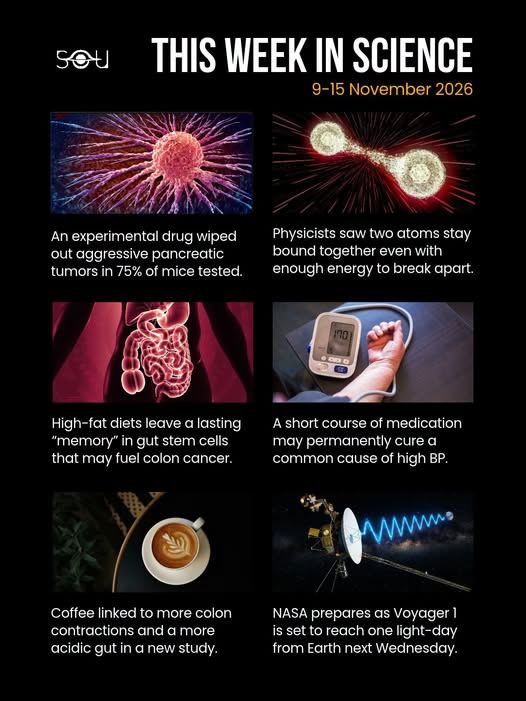 SOU
THIS WEEK IN SCIENCE
9-15 November 2026
An experimental drug wiped
out aggressive pancreatic
tumors in 75% of mice tested.
Physicists saw two atoms stay
bound together even with
enough energy to break apart.
170
High-fat diets leave a lasting
“memory” in gut stem cells
that may fuel colon cancer.
A short course of medication
may permanently cure a
common cause of high BP.
Coffee linked to more colon
contractions and a more
acidic gut in a new study.
NASA prepares as Voyager 1
is set to reach one light-day
from Earth next Wednesday.